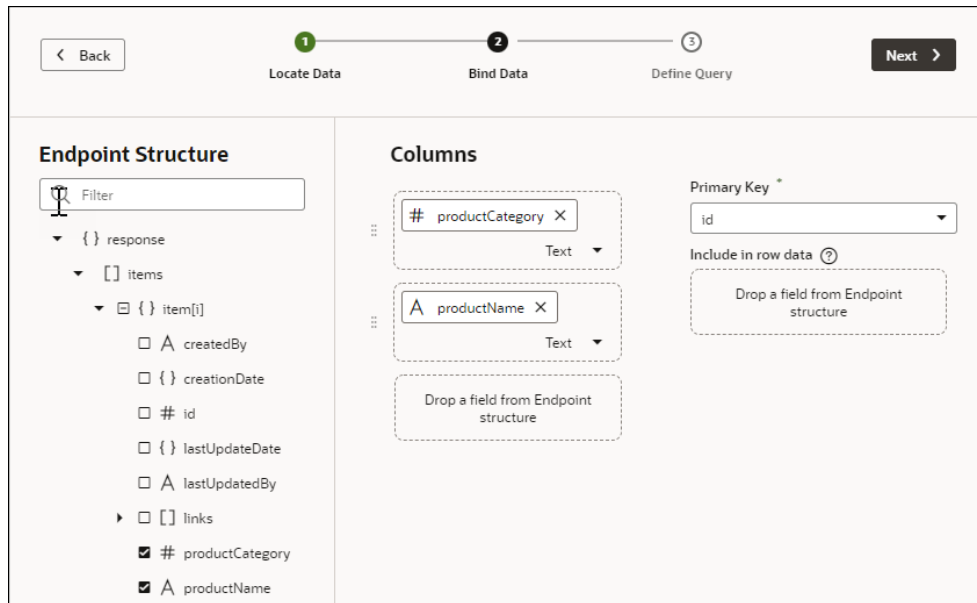 Back
1
2
3
Next
Locate Data
Bind Data
Define Query
Endpoint Structure
Filter
{ } response
[ ] items
{ } item[i]
A createdBy
{ } creationDate
# id
{ } lastUpdateDate
A lastUpdatedBy
[ ] links
# productCategory
A productName
Columns
# productCategory
Text
A productName
Text
Drop a field from Endpoint
structure
Primary Key *
id
Include in row data ?
Drop a field from Endpoint
structure